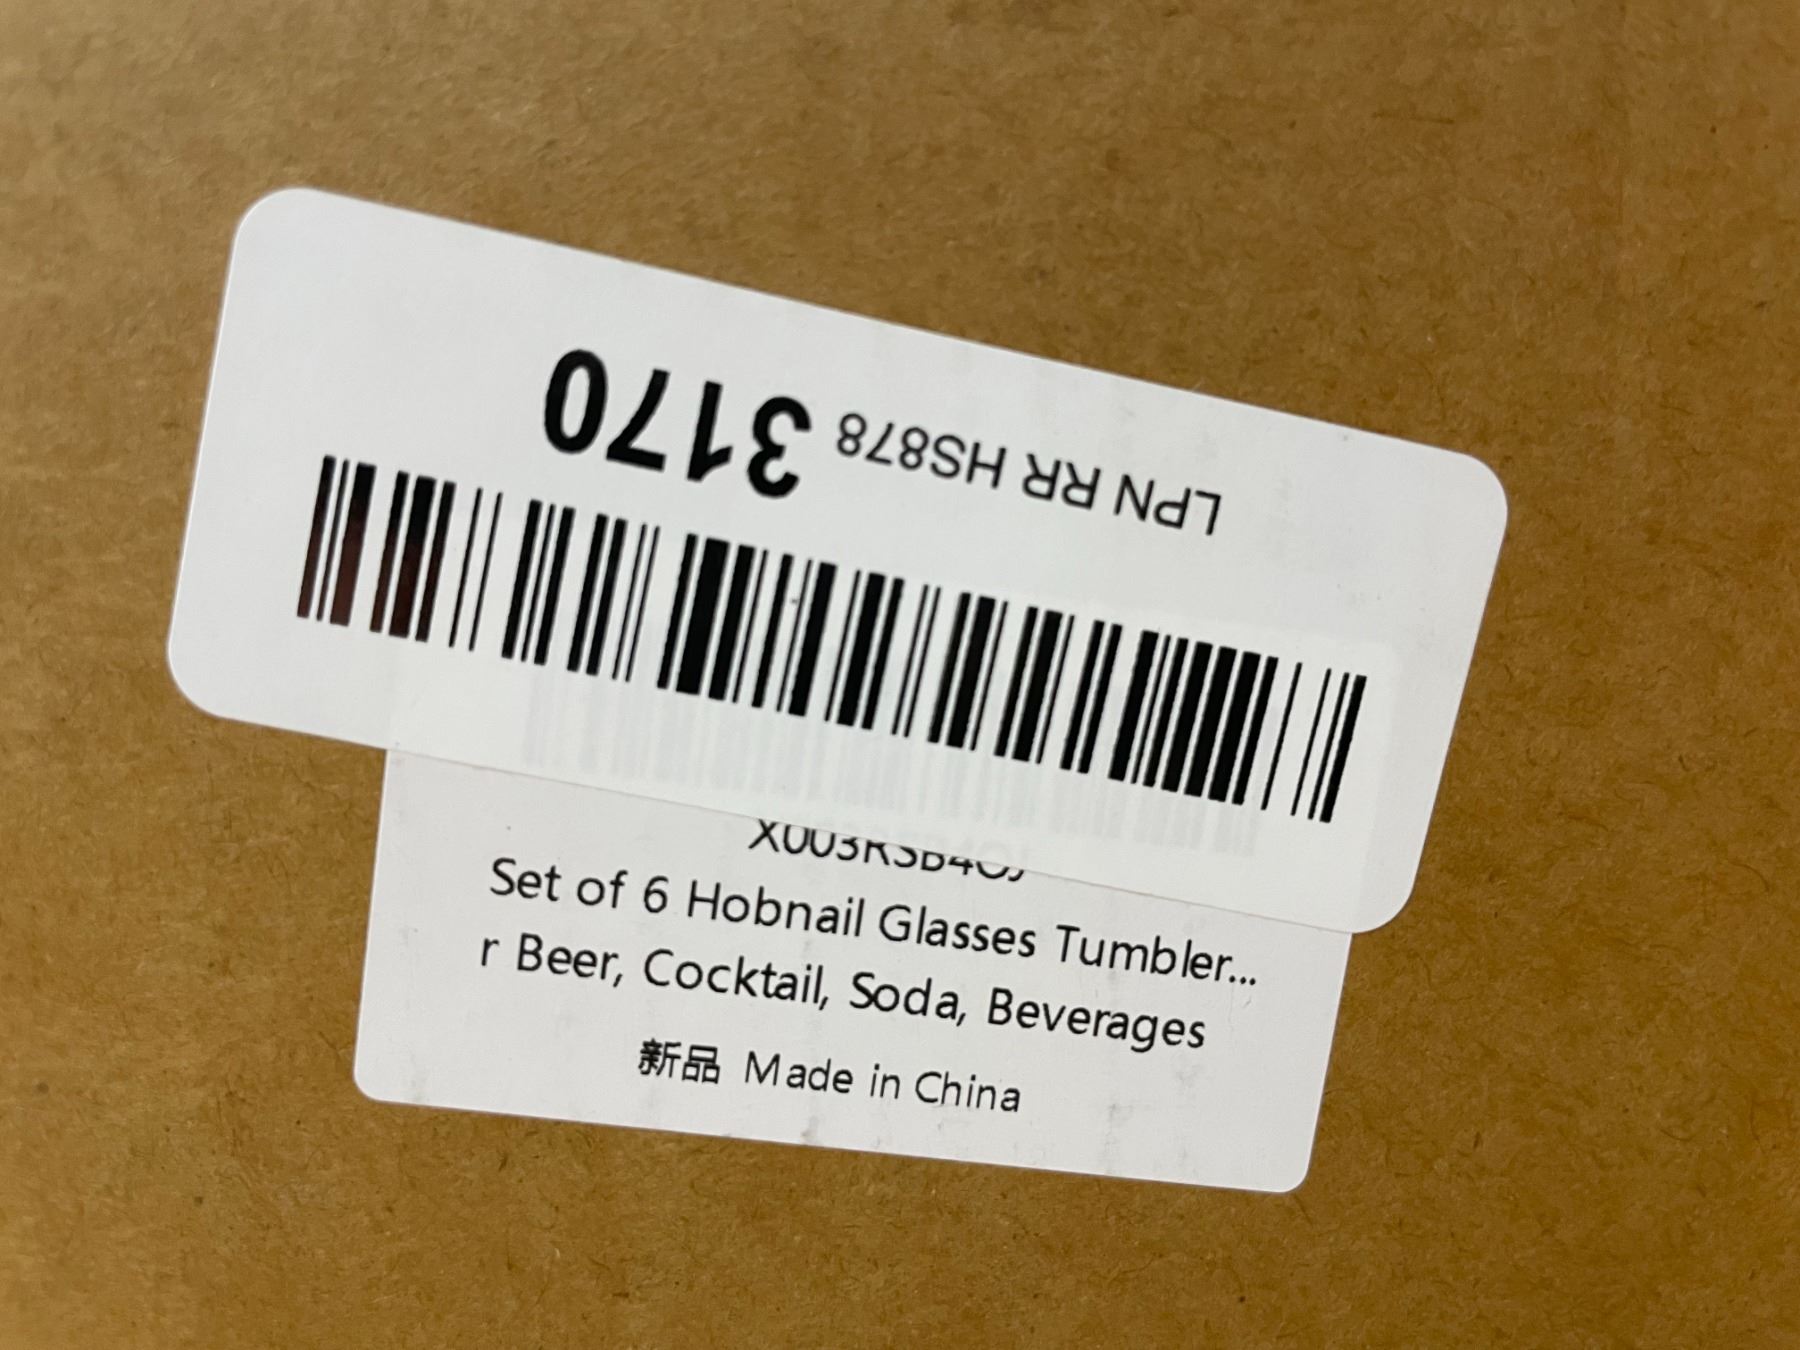 LPN RR HS878 3170
Set of 6 Hobnail Glasses Tumbler...
r Beer, Cocktail, Soda, Beverages
新品 Made in China